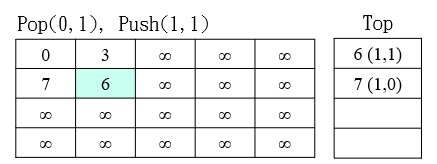 Pop(0,1), Push(1,1) Top
0 3 ∞ ∞ ∞ 6 (1,1)
7 6 ∞ ∞ ∞ 7 (1,0)
∞ ∞ ∞ ∞ ∞
∞ ∞ ∞ ∞ ∞